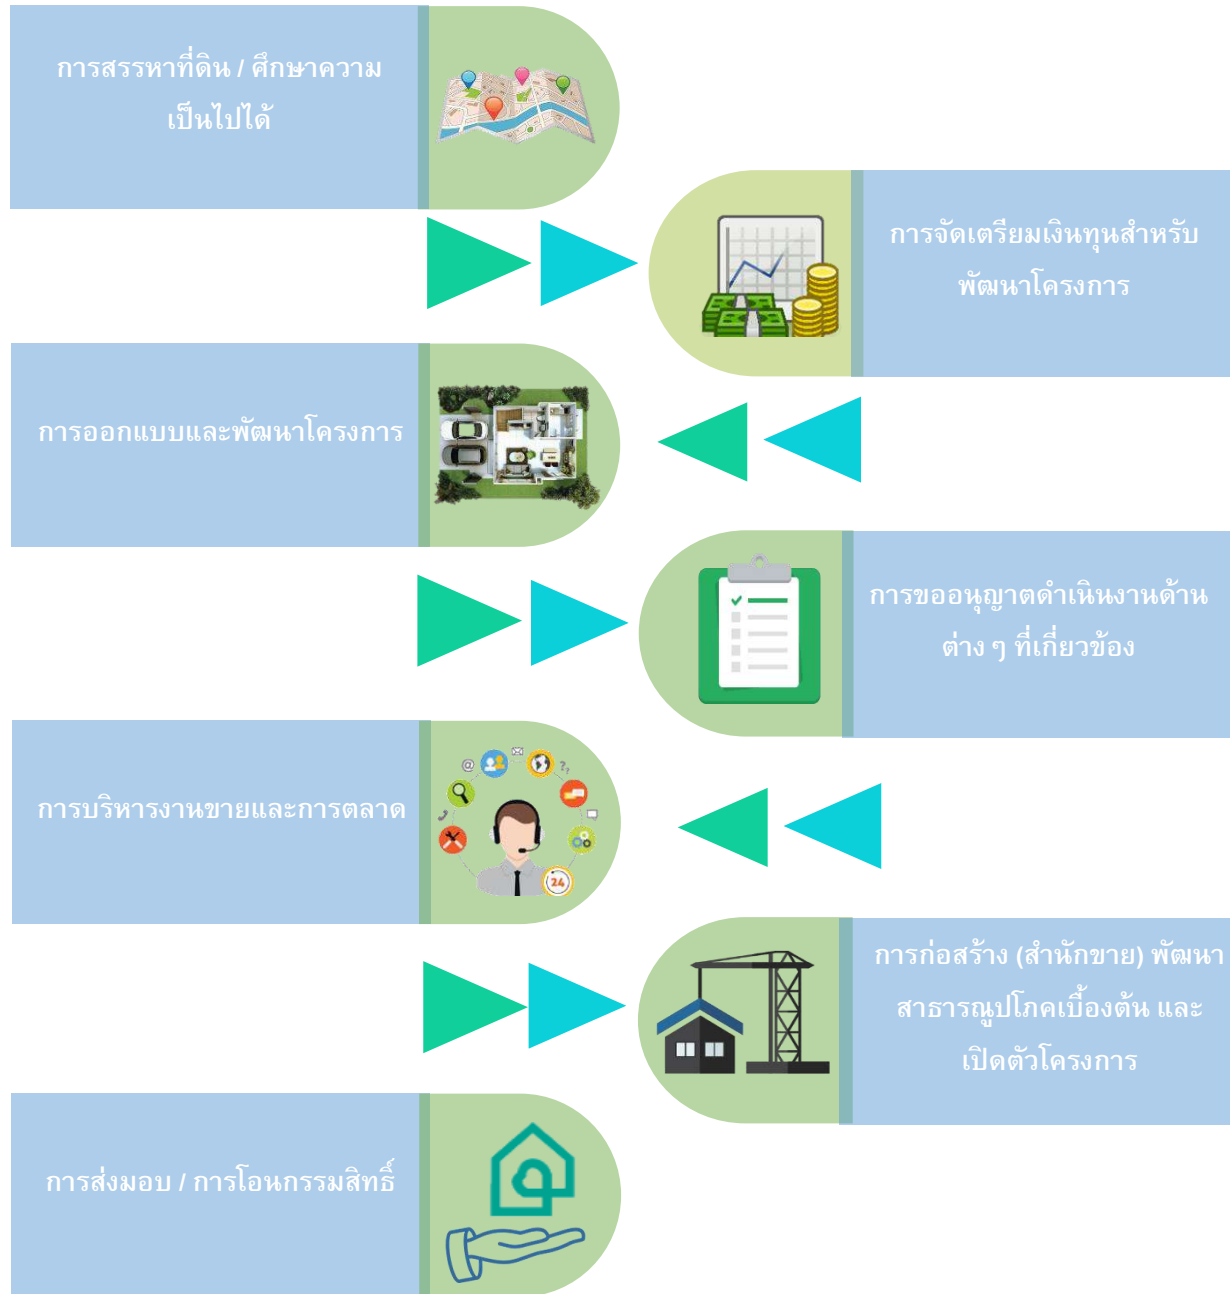 การสรรหาที่ดิน / ศึกษาความ
เป็นไปได้
การจัดเตรียมเงินทุนสำหรับ
พัฒนาโครงการ
การออกแบบและพัฒนาโครงการ
การขออนุญาตดำเนินงานด้าน
ต่าง ๆ ที่เกี่ยวข้อง
การบริหารงานขายและการตลาด
@
??
24
การก่อสร้าง (สำนักขาย) พัฒนา
สาธารณูปโภคเบื้องต้น และ
เปิดตัวโครงการ
การส่งมอบ / การโอนกรรมสิทธิ์